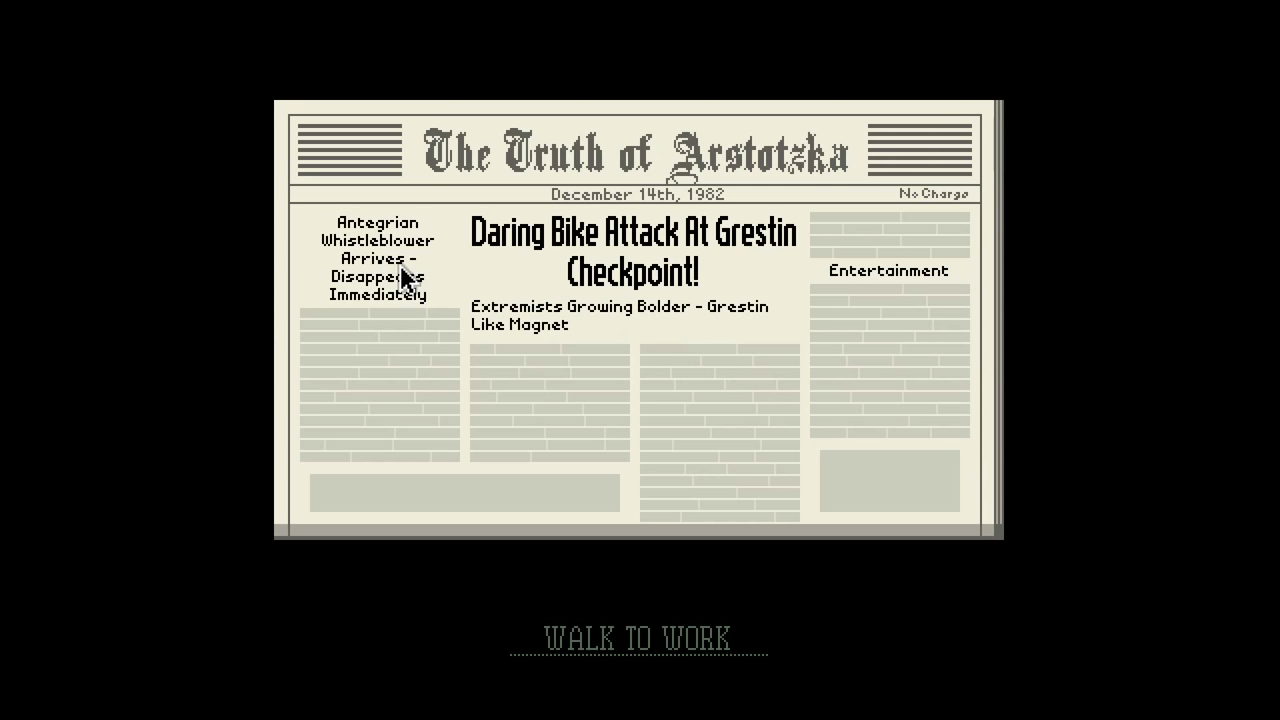 The Truth of Arstotzka
December 14th, 1982
No Charge
Antegrian
Whistleblower
Arrives -
Disappears
Immediately
Daring Bike Attack At Grestin
Checkpoint!
Extremists Growing Bolder - Grestin
Like Magnet
Entertainment
WALK TO WORK